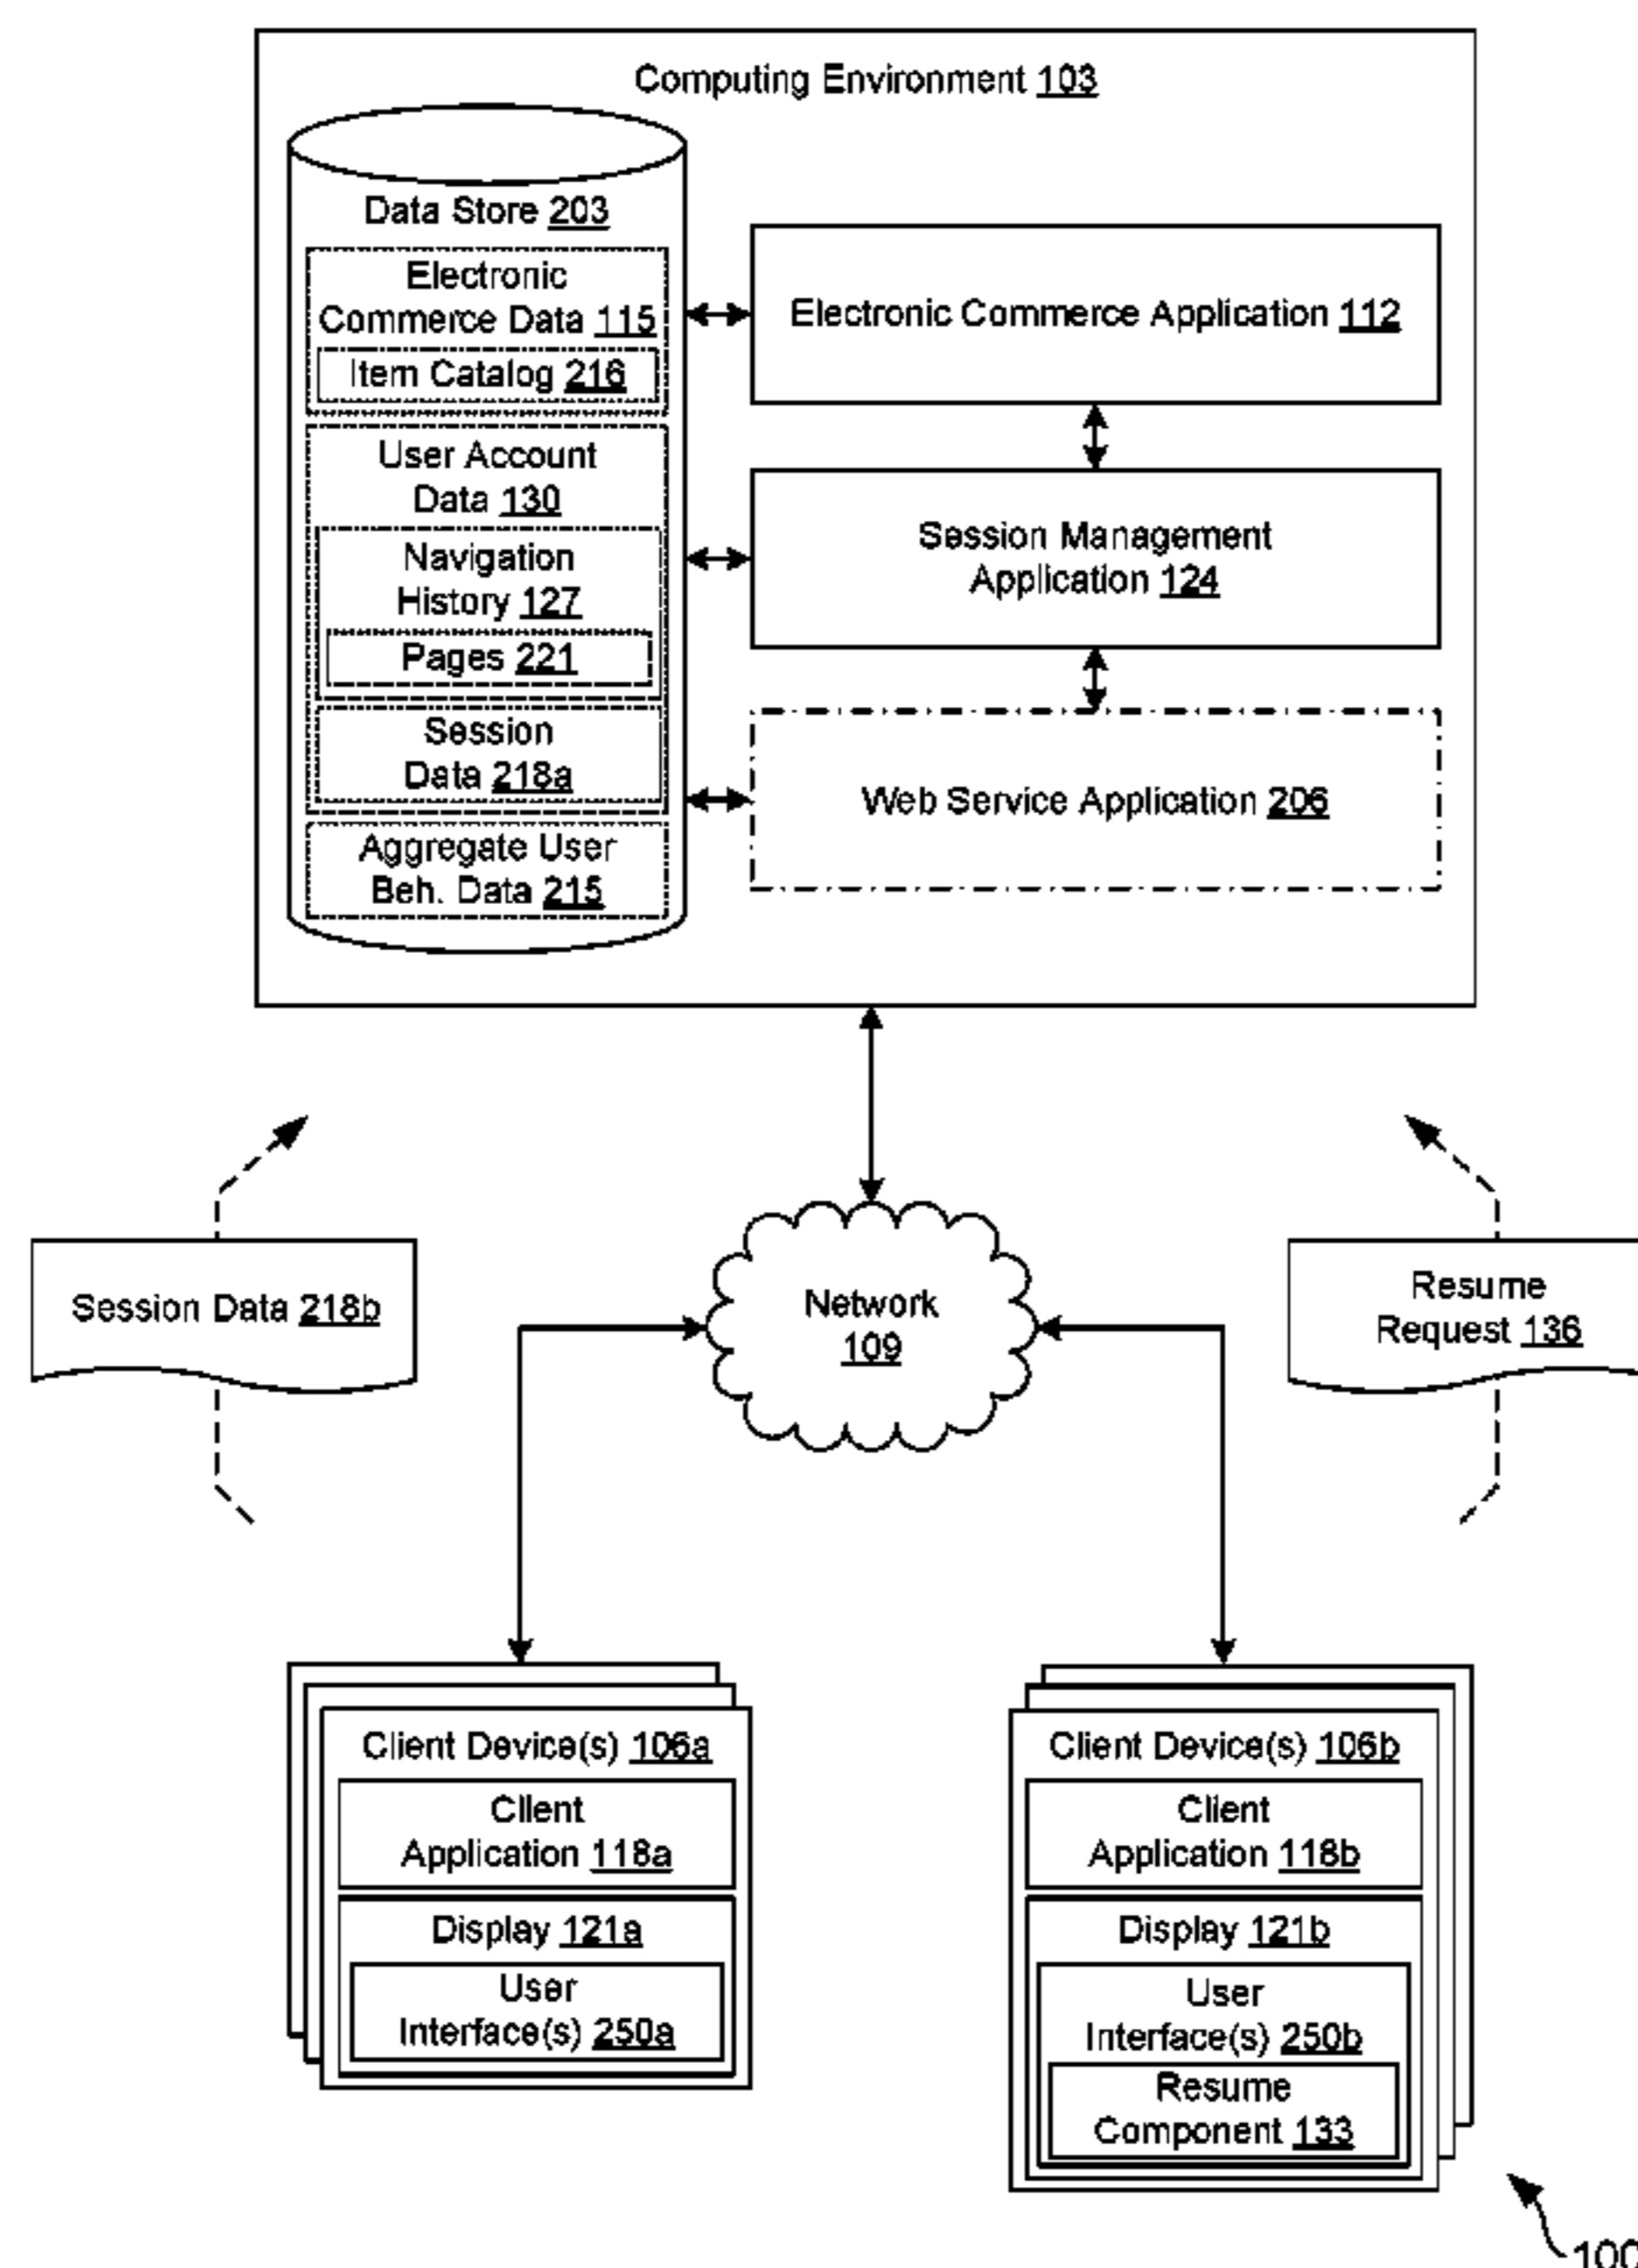 Computing Environment 103
Data Store 203
Electronic
Commerce Data 115
Item Catalog 216
User Account
Data 130
Navigation
History 127
Pages 221
Session
Data 218a
Aggregate User
Beh. Data 215
Electronic Commerce Application 112
Session Management
Application 124
Web Service Application 206
Session Data 218b
Network
109
Resume
Request 136
Client Device(s) 106a
Client
Application 118a
Display 121a
User
Interface(s) 250a
Client Device(s) 106b
Client
Application 118b
Display 121b
User
Interface(s) 250b
Resume
Component 133
100